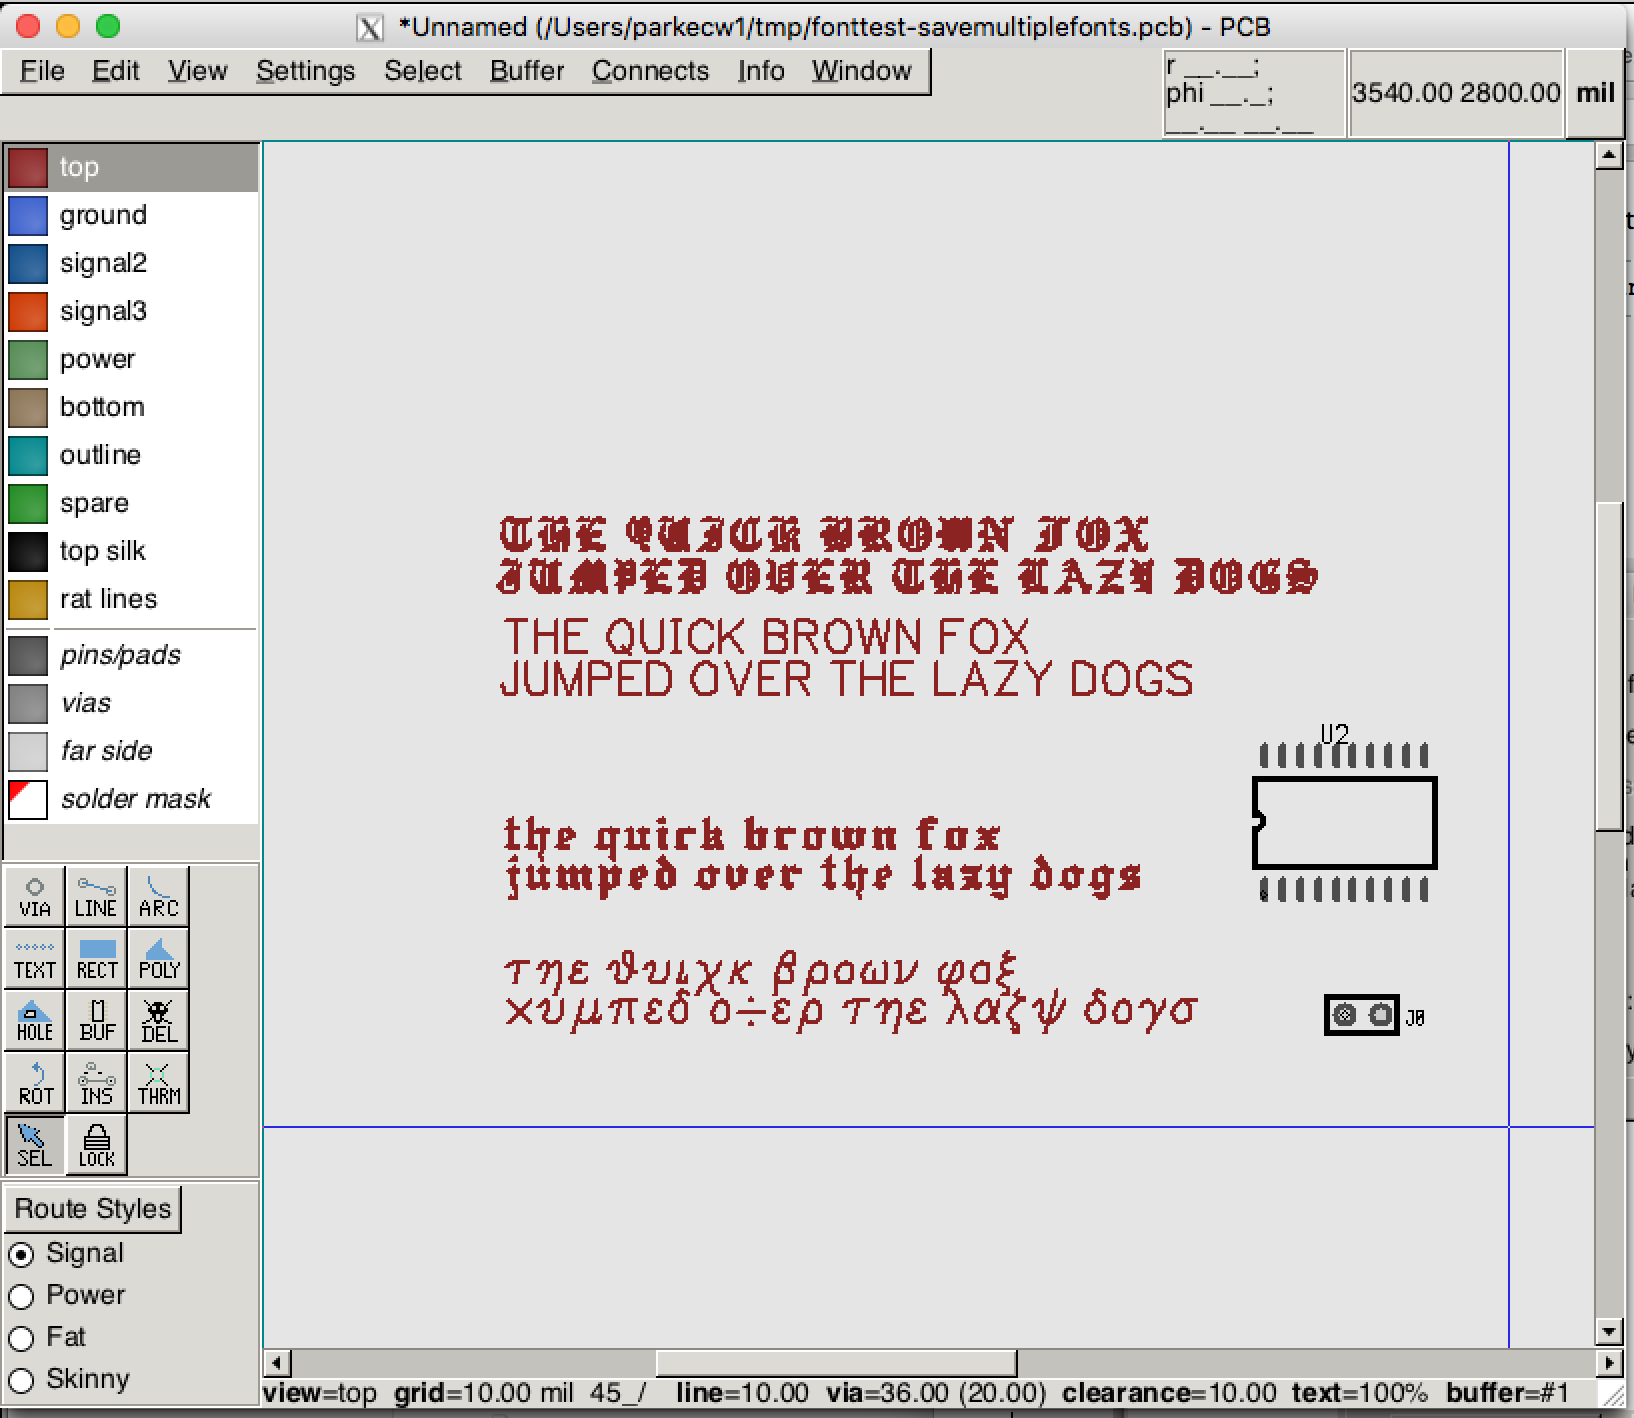 *Unnamed (/Users/parkecw1/tmp/fonttest-savemultiplefonts.pcb) - PCB
File Edit View Settings Select Buffer Connects Info Window
r __.__;
phi __._;
__.__ __.__
3540.00 2800.00
mil
top
ground
signal2
signal3
power
bottom
outline
spare
top silk
rat lines
pins/pads
vias
far side
solder mask
VIA LINE ARC
TEXT RECT POLY
HOLE BUF DEL
ROT INS THRM
SEL LOCK
Route Styles
Signal
Power
Fat
Skinny
THE QUICK BROWN FOX
JUMPED OVER THE LAZY DOGS
THE QUICK BROWN FOX
JUMPED OVER THE LAZY DOGS
U2
the quick brown fox
jumped over the lazy dogs
τηε ϑυιχκ βροων φοξ
×υμπεδ ο÷ερ τηε λαζψ δογσ
J0
view=top grid=10.00 mil 45_/ line=10.00 via=36.00 (20.00) clearance=10.00 text=100% buffer=#1